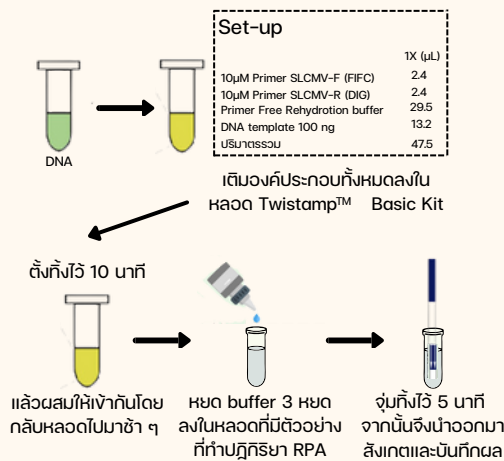 Set-up
1X (µL)
10µM Primer SLCMV-F (FIFC) 2.4
10µM Primer SLCMV-R (DIG) 2.4
Primer Free Rehydrotion buffer 29.5
DNA template 100 ng 13.2
ปริมาตรรวม 47.5
DNA
เติมองค์ประกอบทั้งหมดลงใน
หลอด Twistamp™ Basic Kit
ตั้งทิ้งไว้ 10 นาที
แล้วผสมให้เข้ากันโดย
กลับหลอดไปมาช้า ๆ
หยด buffer 3 หยด
ลงในหลอดที่มีตัวอย่าง
ที่ทำปฏิกิริยา RPA
จุ่มทิ้งไว้ 5 นาที
จากนั้นจึงนำออกมา
สังเกตและบันทึกผล